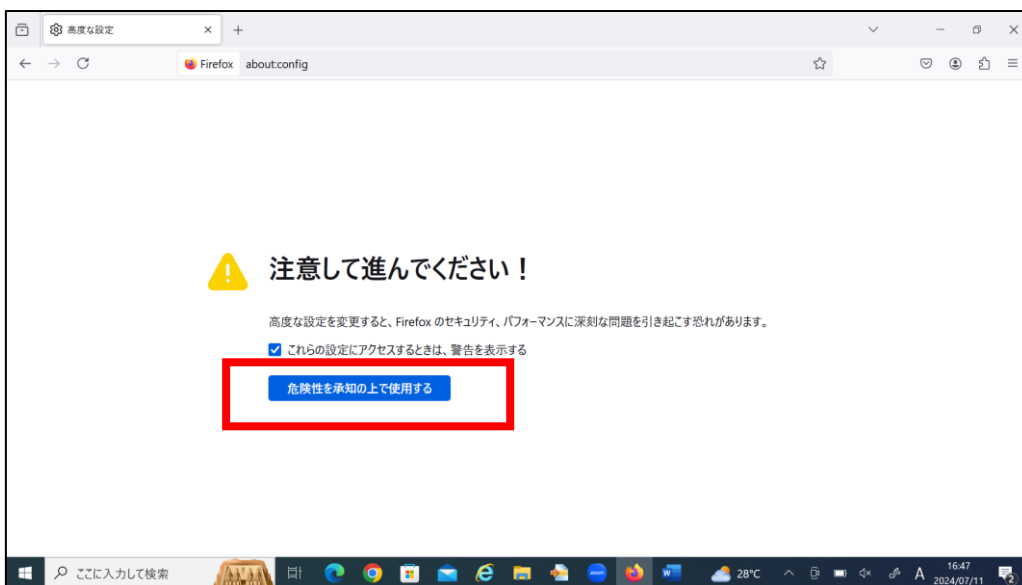 高度な設定
Firefox about:config
注意して進んでください！
高度な設定を変更すると、Firefox のセキュリティ、パフォーマンスに深刻な問題を引き起こす恐れがあります。
これらの設定にアクセスするときは、警告を表示する
危険性を承知の上で使用する
ここに入力して検索
zoom
W
28°C
A
16:47
2024/07/11
2